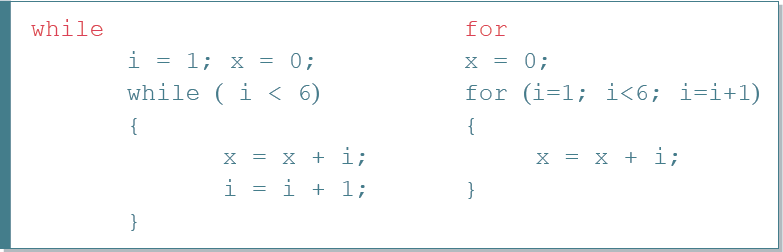 while
i = 1; x = 0;
while ( i < 6)
{
x = x + i;
i = i + 1;
}
for
x = 0;
for (i=1; i<6; i=i+1)
{
x = x + i;
}